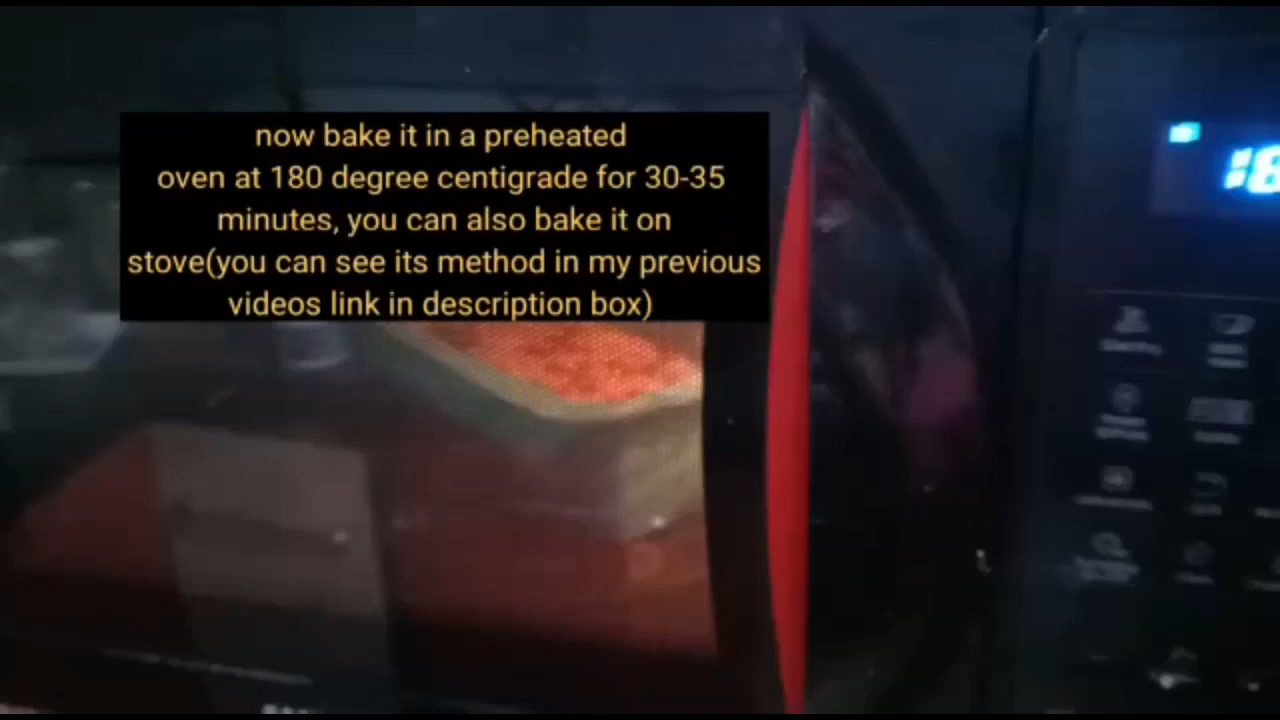 now bake it in a preheated
oven at 180 degree centigrade for 30-35
minutes, you can also bake it on
stove(you can see its method in my previous
videos link in description box)